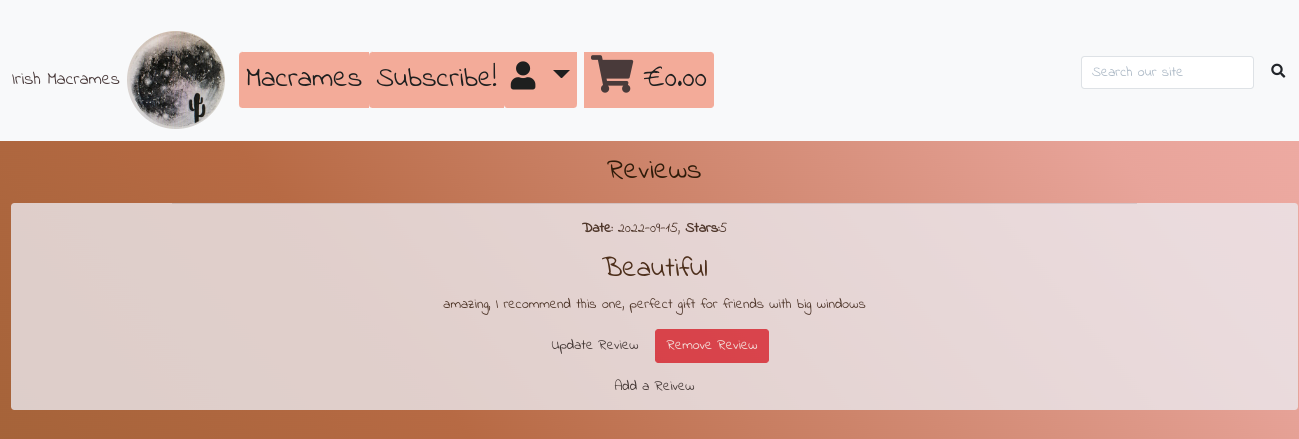 Irish Macrames Macrames Subscribe! €0.00 Search our site
Reviews
Date: 2022-09-15, Stars:5
Beautiful
amazing, I recommend this one, perfect gift for friends with big windows
Update Review Remove Review
Add a Reivew